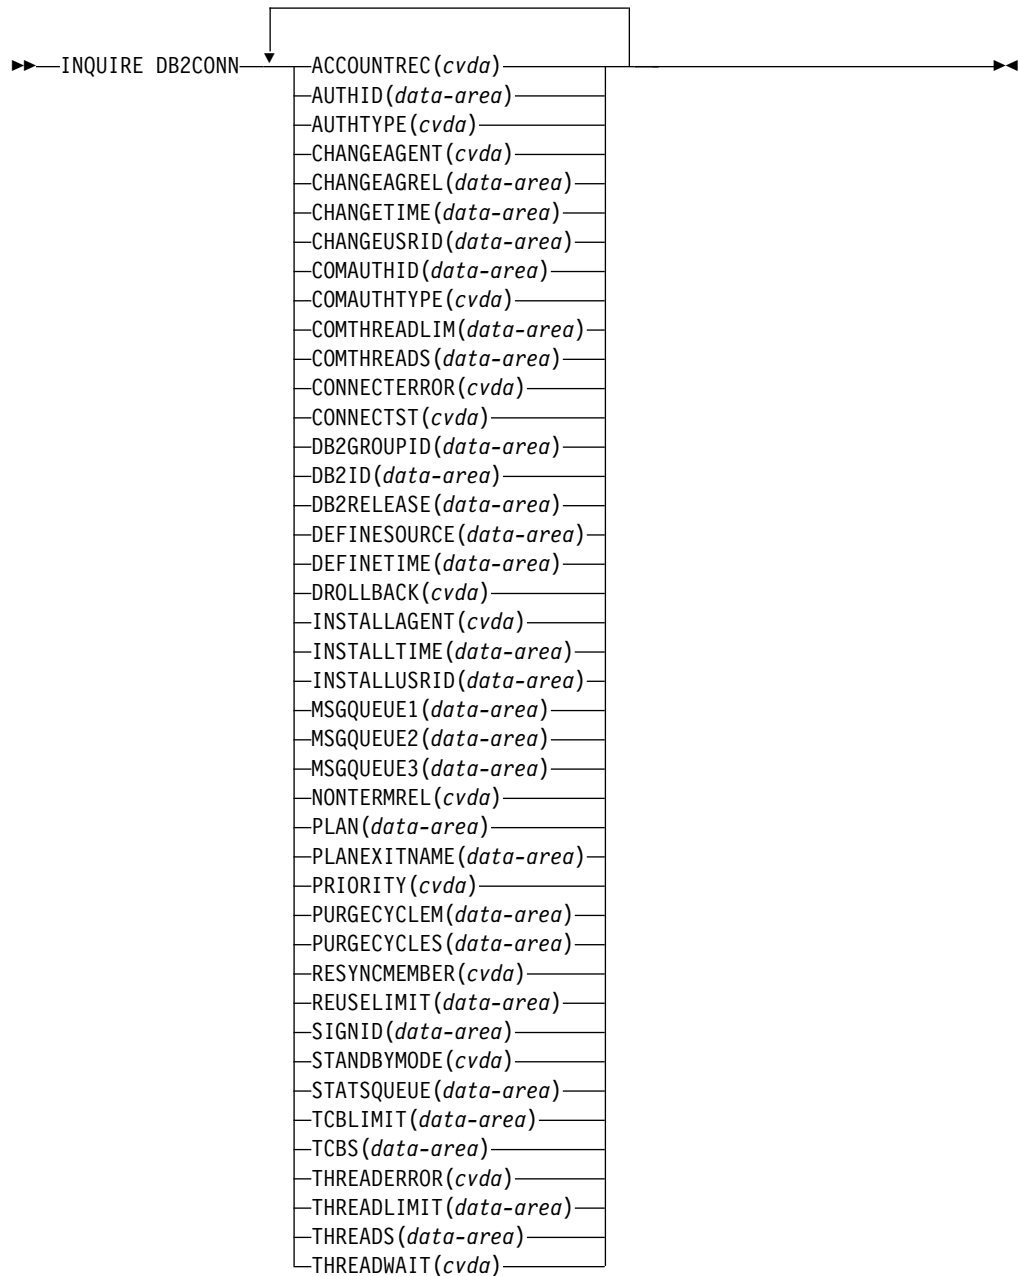 INQUIRE DB2CONN ACCOUNTREC(cvda)
AUTHID(data-area)
AUTHTYPE(cvda)
CHANGEAGENT(cvda)
CHANGEAGREL(data-area)
CHANGETIME(data-area)
CHANGEUSRID(data-area)
COMAUTHID(data-area)
COMAUTHTYPE(cvda)
COMTHREADLIM(data-area)
COMTHREADS(data-area)
CONNECTERROR(cvda)
CONNECTST(cvda)
DB2GROUPID(data-area)
DB2ID(data-area)
DB2RELEASE(data-area)
DEFINESOURCE(data-area)
DEFINETIME(data-area)
DROLLBACK(cvda)
INSTALLAGENT(cvda)
INSTALLTIME(data-area)
INSTALLUSRID(data-area)
MSGQUEUE1(data-area)
MSGQUEUE2(data-area)
MSGQUEUE3(data-area)
NONTERMREL(cvda)
PLAN(data-area)
PLANEXITNAME(data-area)
PRIORITY(cvda)
PURGECYCLEM(data-area)
PURGECYCLES(data-area)
RESYNCMEMBER(cvda)
REUSELIMIT(data-area)
SIGNID(data-area)
STANDBYMODE(cvda)
STATSQUEUE(data-area)
TCBLIMIT(data-area)
TCBS(data-area)
THREADERROR(cvda)
THREADLIMIT(data-area)
THREADS(data-area)
THREADWAIT(cvda)